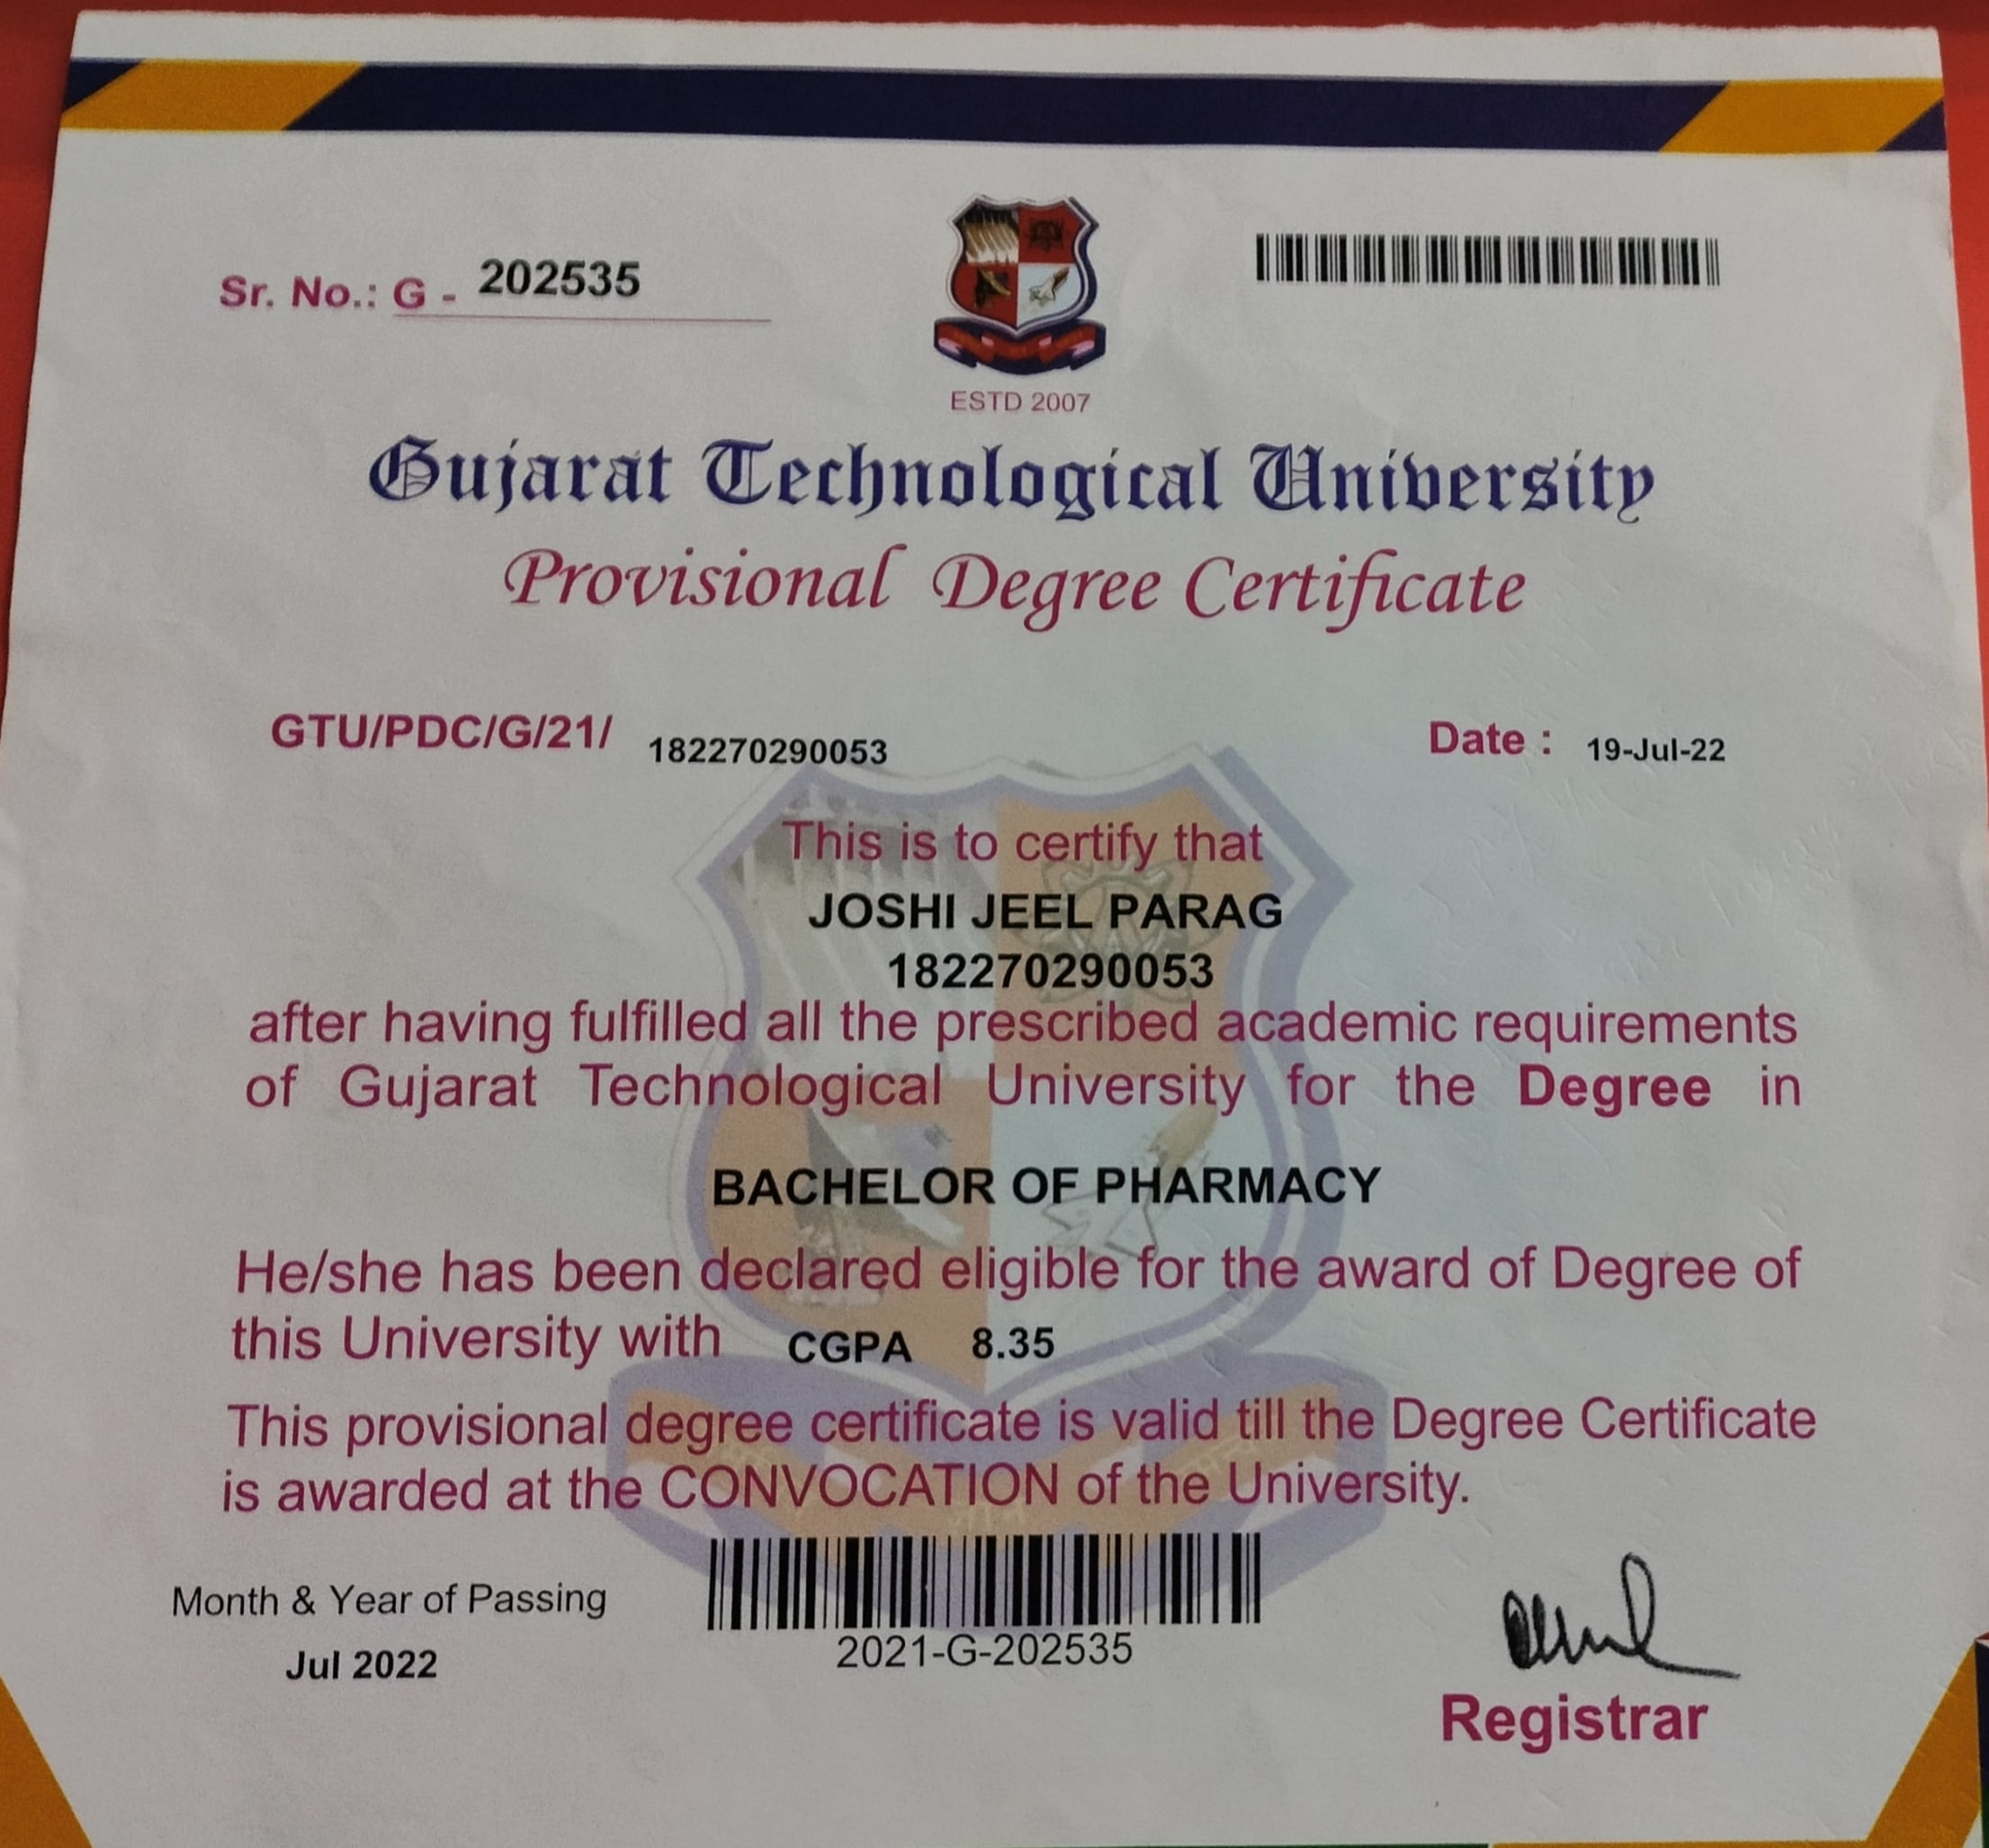 Sr. No.: G - 202535
ESTD 2007
Gujarat Technological University
Provisional Degree Certificate
GTU/PDC/G/21/ 182270290053
Date : 19-Jul-22
This is to certify that
JOSHI JEEL PARAG
182270290053
after having fulfilled all the prescribed academic requirements
of Gujarat Technological University for the Degree in
BACHELOR OF PHARMACY
He/she has been declared eligible for the award of Degree of
this University with CGPA 8.35
This provisional degree certificate is valid till the Degree Certificate
is awarded at the CONVOCATION of the University.
Month & Year of Passing
Jul 2022
2021-G-202535
Registrar